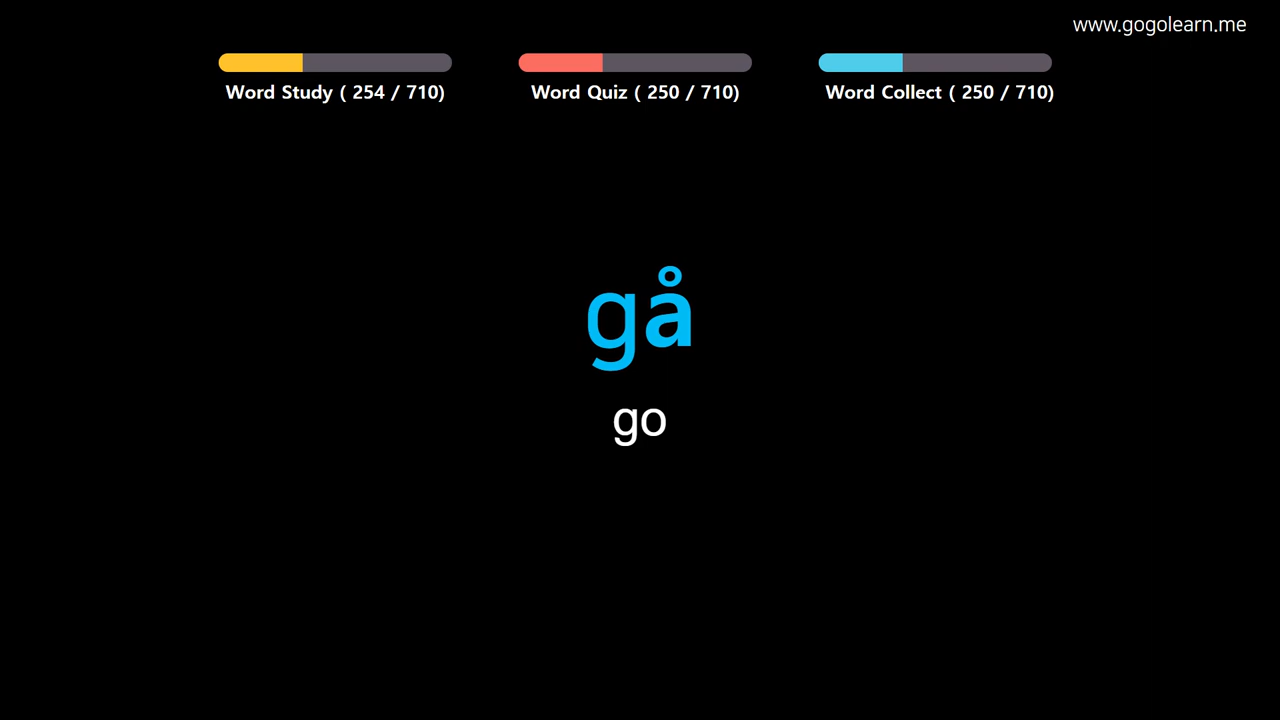 www.gogolearn.me
Word Study ( 254 / 710)
Word Quiz ( 250 / 710)
Word Collect ( 250 / 710)
gå
go